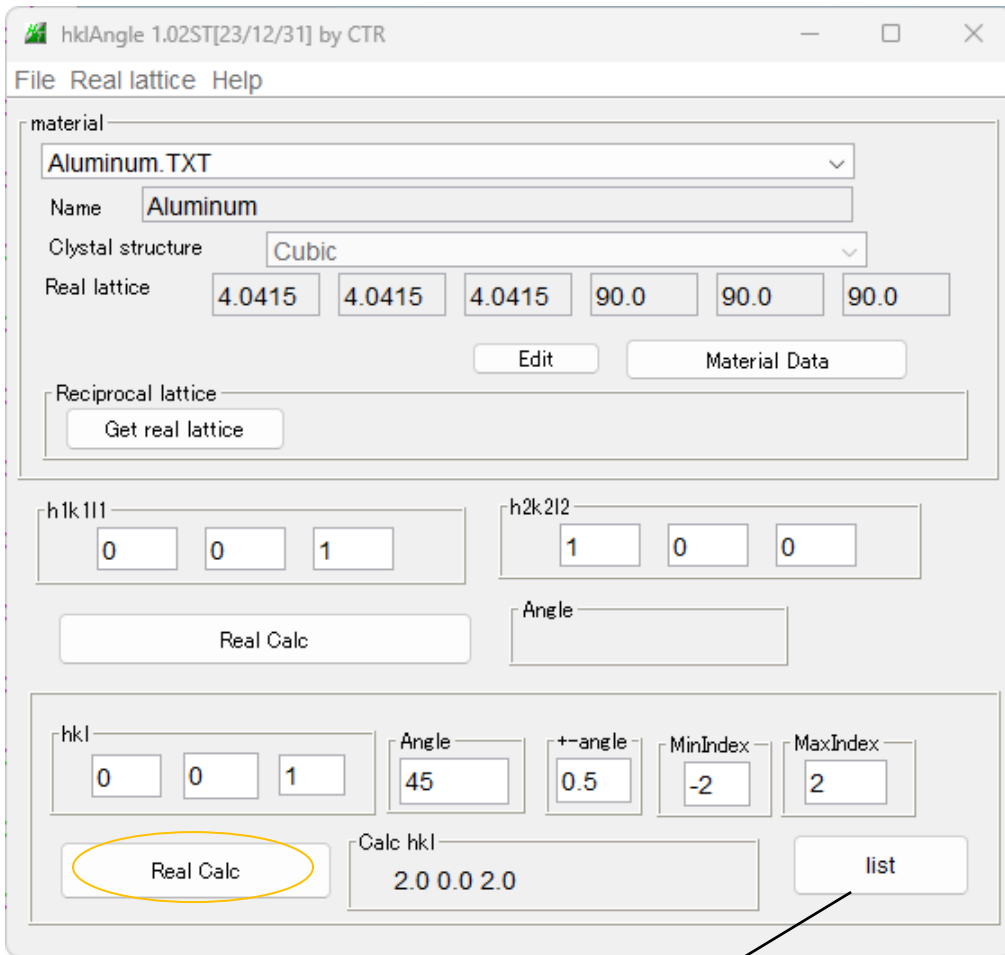 hklAngle 1.02ST[23/12/31] by CTR
File Real lattice Help
material
Aluminum.TXT
Name Aluminum
Clystal structure Cubic
Real lattice 4.0415 4.0415 4.0415 90.0 90.0 90.0
Edit Material Data
Reciprocal lattice
Get real lattice
h1k1l1 h2k2l2
0 0 1 1 0 0
Real Calc Angle
hkl Angle +-angle MinIndex MaxIndex
0 0 1 45 0.5 -2 2
Real Calc Calc hkl 2.0 0.0 2.0 list